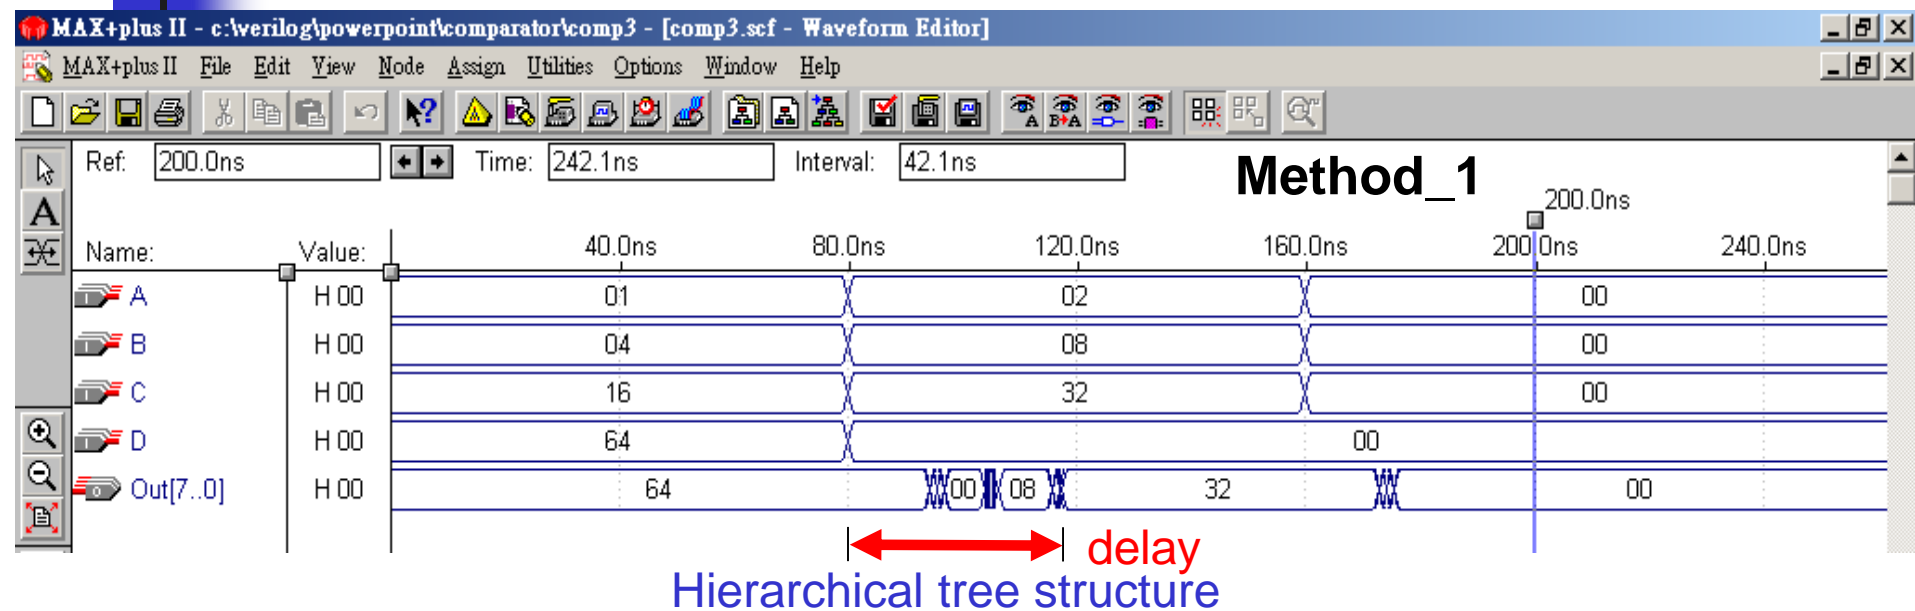 MAX+plus II - c:\verilog\powerpoint\comparator\comp3 - [comp3.scf - Waveform Editor]
MAX+plus II File Edit View Node Assign Utilities Options Window Help
Ref: 200.0ns Time: 242.1ns Interval: 42.1ns Method_1
200.0ns
Name: Value: 40.0ns 80.0ns 120.0ns 160.0ns 200.0ns 240.0ns
A H 00 01 02 00
B H 00 04 08 00
C H 00 16 32 00
D H 00 64 00
Out[7..0] H 00 64 00 08 32 00
delay
Hierarchical tree structure